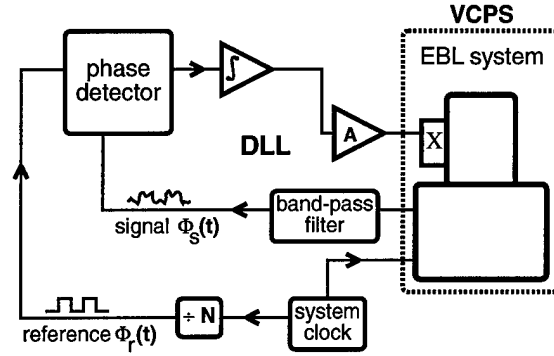 VCPS
EBL system
phase
detector
∫
A
X
DLL
band-pass
filter
signal Φs(t)
÷ N
system
clock
reference Φr(t)